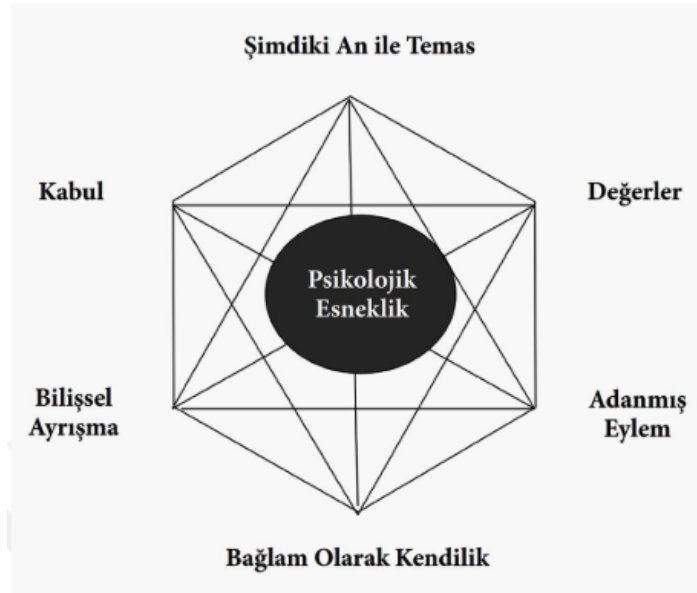 Şimdiki An ile Temas
Kabul
Değerler
Psikolojik
Esneklik
Bilişsel
Ayrışma
Adanmış
Eylem
Bağlam Olarak Kendilik